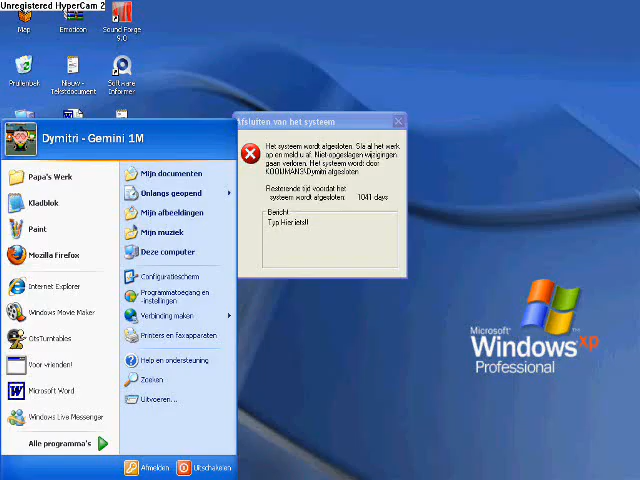 Unregistered HyperCam 2
Map
Emoticon
Sound Forge
9.0
Prullenbak
Nieuw -
Tekstdocument
Software
Informer
Dymitri - Gemini 1M
Papa's Werk
Kladblok
Paint
Mozilla Firefox
Internet Explorer
Windows Movie Maker
OtsTurntables
Voor vrienden!
Microsoft Word
Windows Live Messenger
Alle programma's
Mijn documenten
Onlangs geopend
Mijn afbeeldingen
Mijn muziek
Deze computer
Configuratiescherm
Programmatoegang en
-instellingen
Verbinding maken
Printers en faxapparaten
Help en ondersteuning
Zoeken
Uitvoeren...
Afmelden
Uitschakelen
Afsluiten van het systeem
Het systeem wordt afgesloten. Sla al het werk
op en meld u af. Niet-opgeslagen wijzigingen
gaan verloren. Het systeem wordt door
KOOIJMANS\Dymitri afgesloten
Resterende tijd voordat het
systeem wordt afgesloten: 1041 days
Bericht
Typ Hier iets!!
Microsoft
Windows xp
Professional